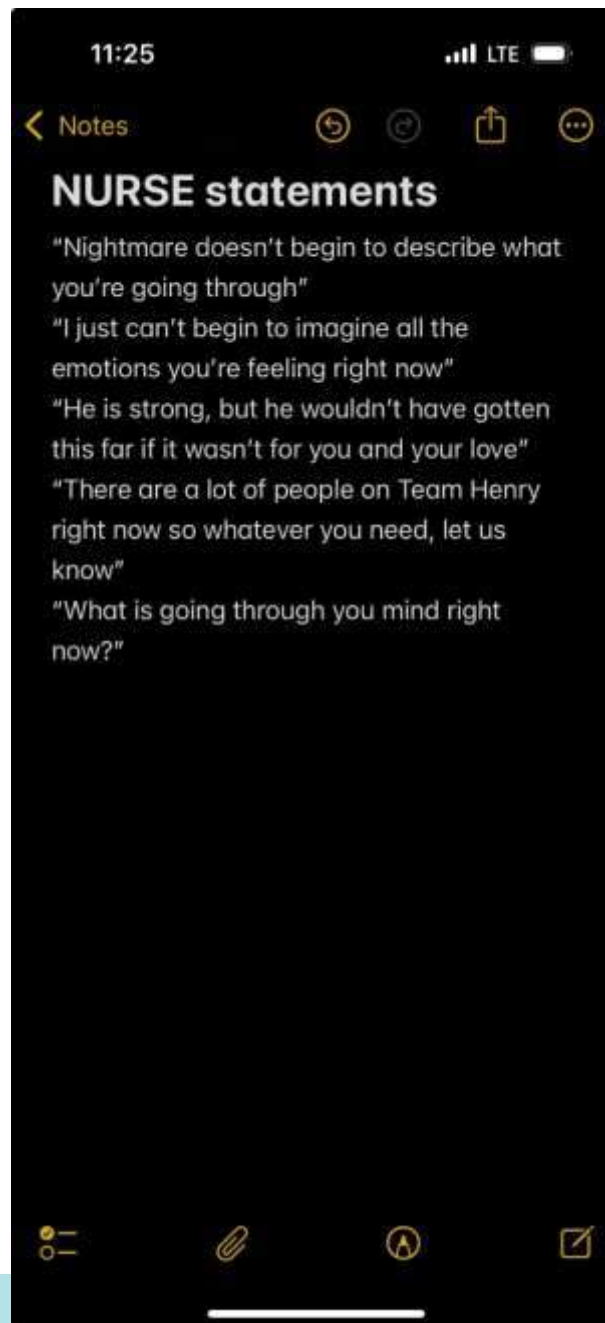 11:25
LTE
Notes
NURSE statements
“Nightmare doesn’t begin to describe what
you’re going through”
“I just can’t begin to imagine all the
emotions you’re feeling right now”
“He is strong, but he wouldn’t have gotten
this far if it wasn’t for you and your love”
“There are a lot of people on Team Henry
right now so whatever you need, let us
know”
“What is going through you mind right
now?”